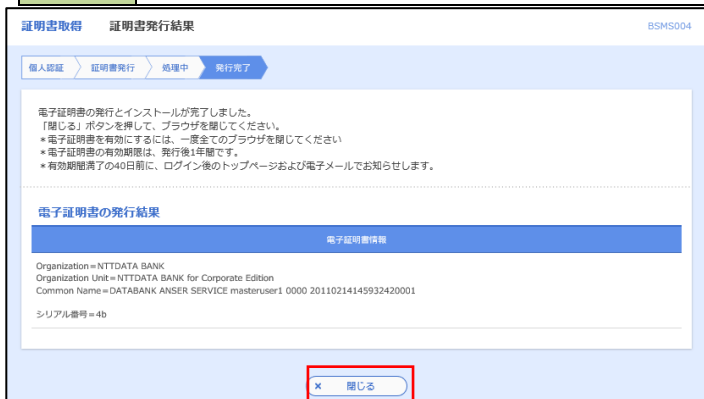 証明書取得 証明書発行結果 BSMS004
個人認証 証明書発行 処理中 発行完了
電子証明書の発行とインストールが完了しました。
「閉じる」ボタンを押して、ブラウザを閉じてください。
＊電子証明書を有効にするには、一度全てのブラウザを閉じてください
＊電子証明書の有効期限は、発行後1年間です。
＊有効期間満了の40日前に、ログイン後のトップページおよび電子メールでお知らせします。
電子証明書の発行結果
電子証明書情報
Organization=NTTDATA BANK
Organization Unit=NTTDATA BANK for Corporate Edition
Common Name=DATABANK ANSER SERVICE masteruser1 0000 20110214145932420001
シリアル番号=4b
× 閉じる